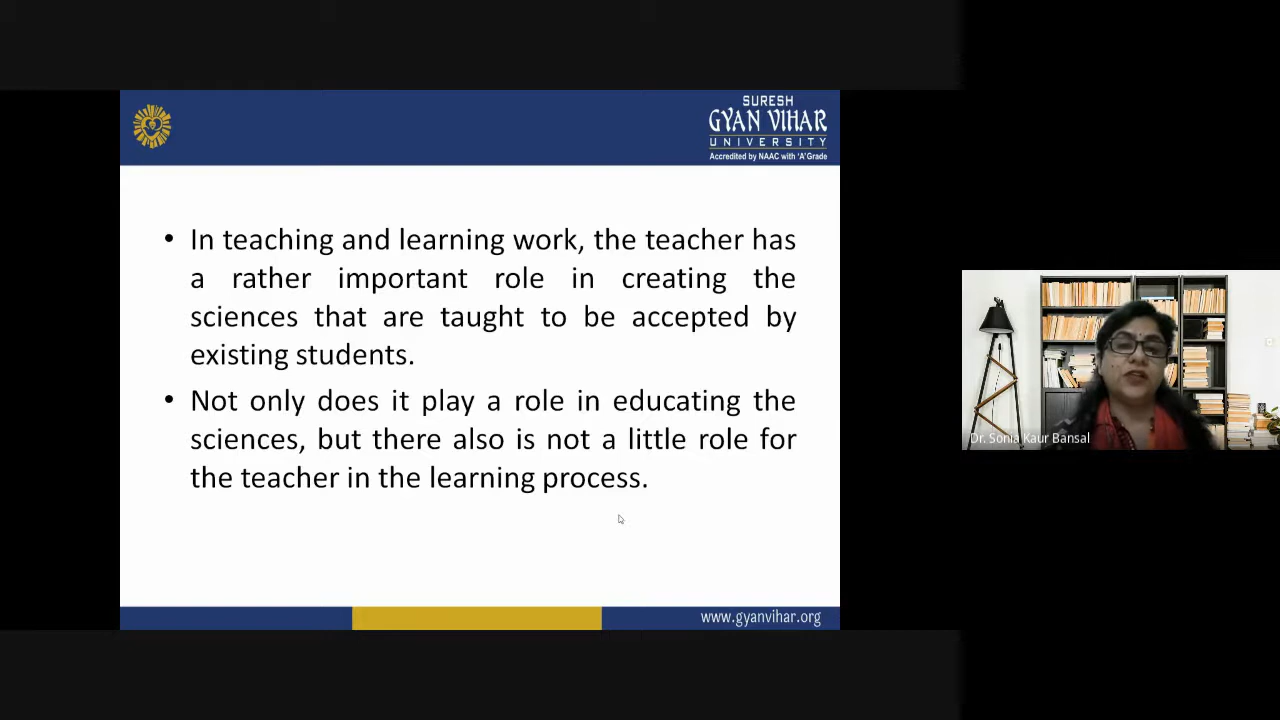 SURESH
GYAN VIHAR
UNIVERSITY
Accredited by NAAC with 'A'Grade
• In teaching and learning work, the teacher has
a rather important role in creating the
sciences that are taught to be accepted by
existing students.
• Not only does it play a role in educating the
sciences, but there also is not a little role for
the teacher in the learning process.
www.gyanvihar.org
Dr. Sonia Kaur Bansal